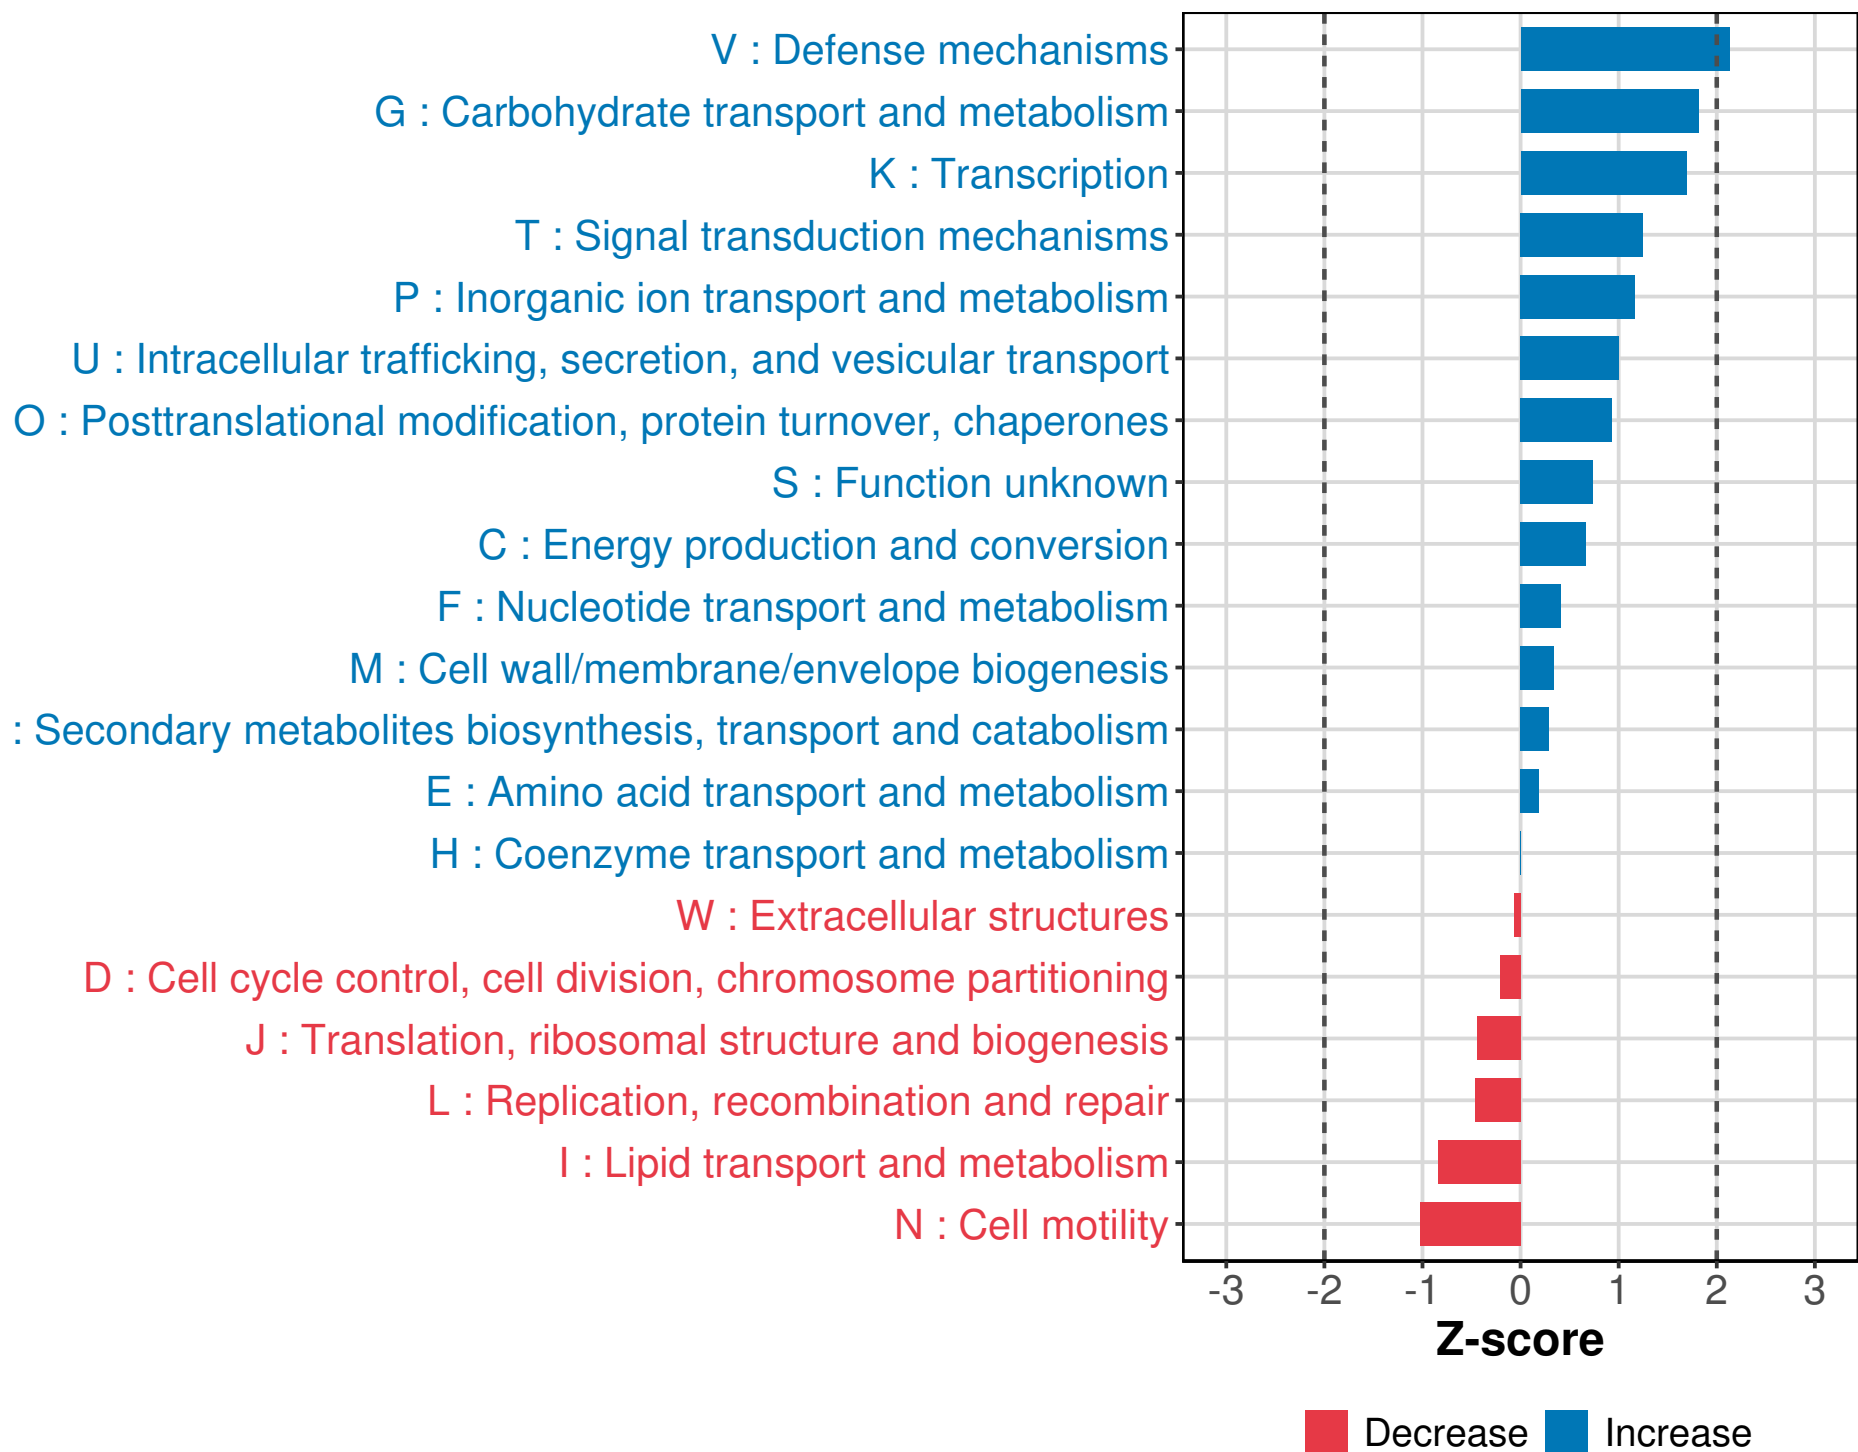 V : Defense mechanisms
G : Carbohydrate transport and metabolism
K : Transcription
T : Signal transduction mechanisms
P : Inorganic ion transport and metabolism
U : Intracellular trafficking, secretion, and vesicular transport
O : Posttranslational modification, protein turnover, chaperones
S : Function unknown
C : Energy production and conversion
F : Nucleotide transport and metabolism
M : Cell wall/membrane/envelope biogenesis
: Secondary metabolites biosynthesis, transport and catabolism
E : Amino acid transport and metabolism
H : Coenzyme transport and metabolism
W : Extracellular structures
D : Cell cycle control, cell division, chromosome partitioning
J : Translation, ribosomal structure and biogenesis
L : Replication, recombination and repair
I : Lipid transport and metabolism
N : Cell motility
-3 -2 -1 0 1 2 3
Z-score
Decrease Increase